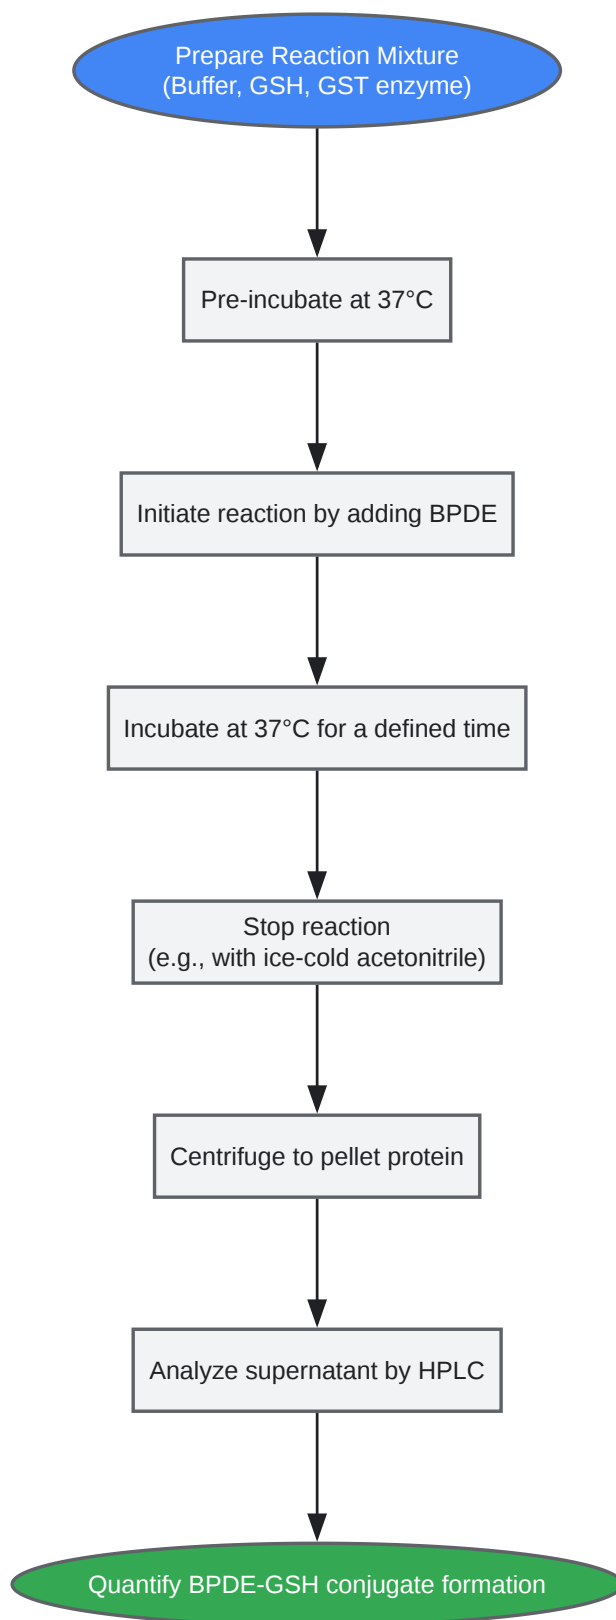 Prepare Reaction Mixture
(Buffer, GSH, GST enzyme)
Pre-incubate at 37°C
Initiate reaction by adding BPDE
Incubate at 37°C for a defined time
Stop reaction
(e.g., with ice-cold acetonitrile)
Centrifuge to pellet protein
Analyze supernatant by HPLC
Quantify BPDE-GSH conjugate formation